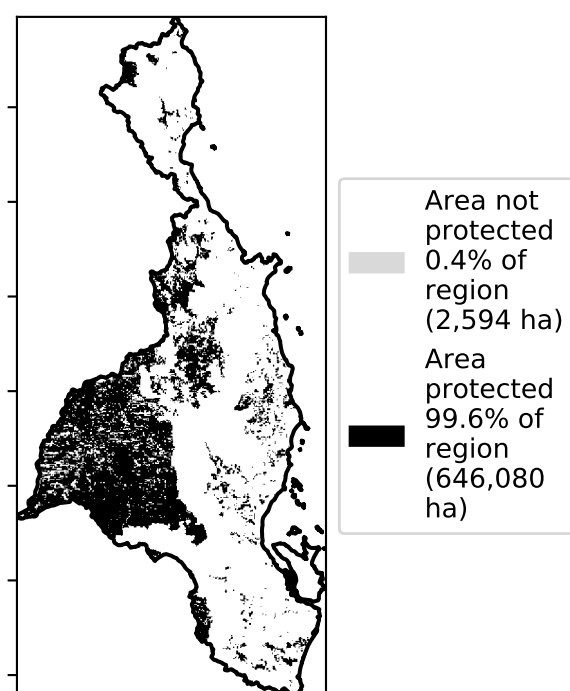 Area not
protected
0.4% of
region
(2,594 ha)
Area
protected
99.6% of
region
(646,080
ha)